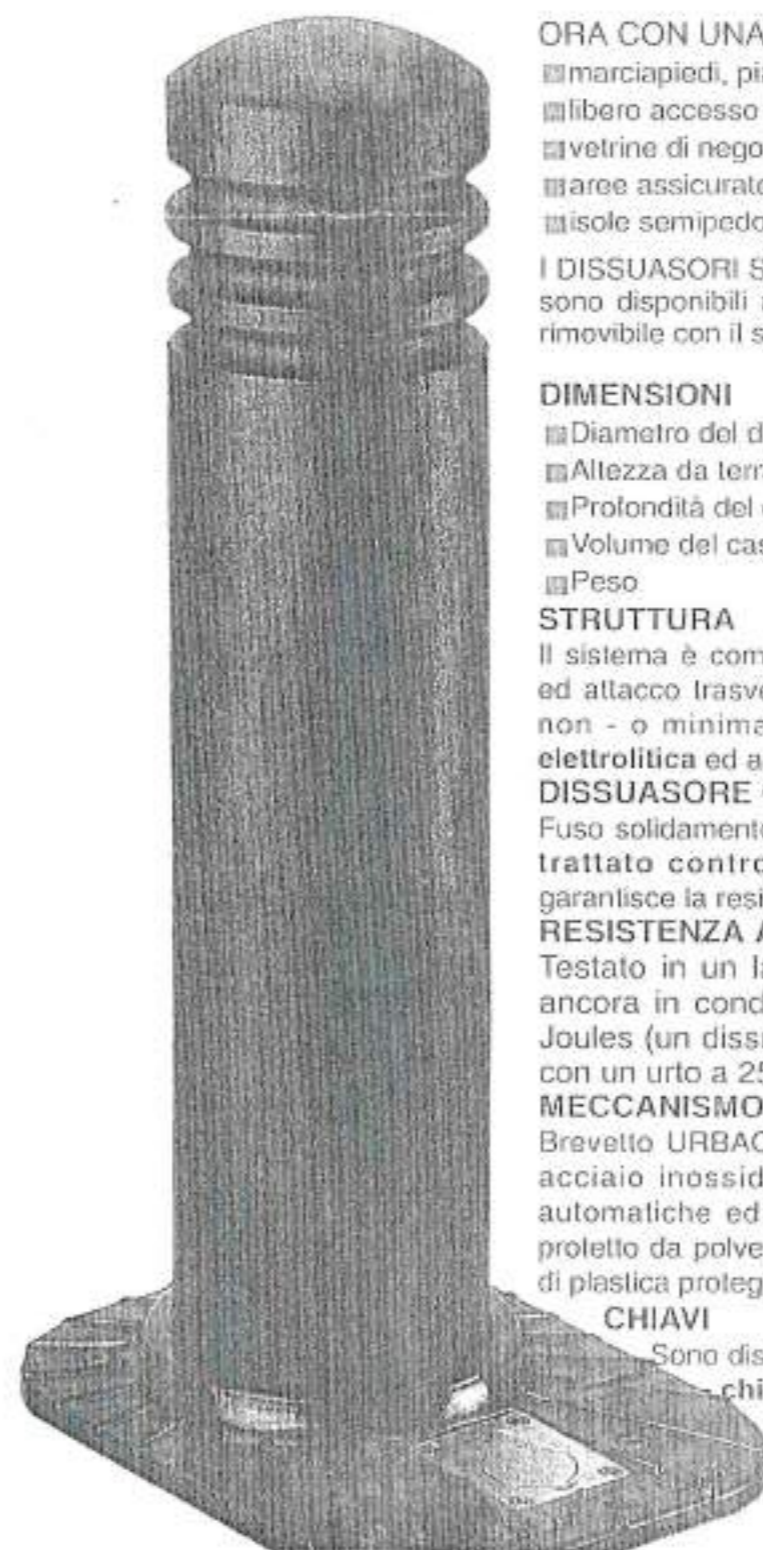 ORA CON UNA
marciapiedi, pia
libero accesso
vetrine di nego
aree assicurate
isole semipedo
I DISSUASORI S
sono disponibili a
rimovibile con il s
DIMENSIONI
Diametro del d
Altezza da terra
Profondità del
Volume del cas
Peso
STRUTTURA
Il sistema è com
ed attacco trasve
non - o minima
elettrolitica ed a
DISSUASORE
Fuso solidamente
trattato contro
garantisce la resi
RESISTENZA A
Testato in un la
ancora in cond
Joules (un dissu
con un urto a 25
MECCANISMO
Brevetto URBAC
acciaio inossid
automatiche ed
protetto da polve
di plastica proteg
CHIAVI
Sono dis
- chi